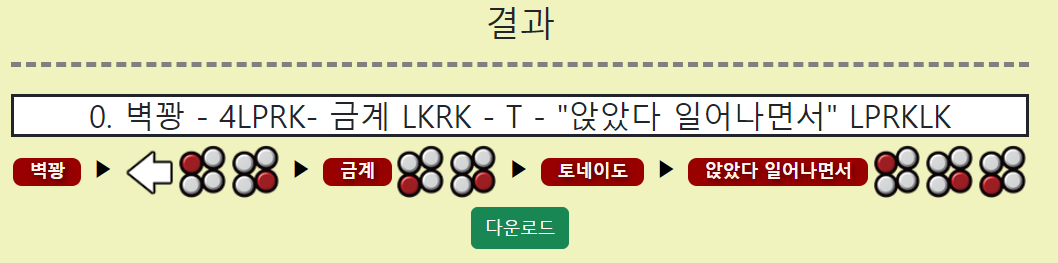 결과
0. 벽꽝 - 4LPRK- 금계 LKRK - T - "앉았다 일어나면서" LPRKLK
벽꽝 ▶ 금계 ▶ 토네이도 ▶ 앉았다 일어나면서
다운로드